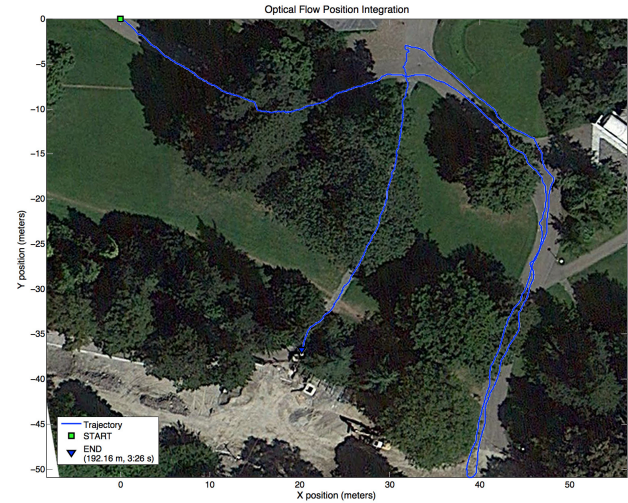 Optical Flow Position Integration
0
−5
−10
−15
−20
−25
−30
−35
−40
−45
−50
Y position (meters)
Trajectory
START
END
(192.16 m, 3:26 s)
0
10
20
30
40
50
X position (meters)